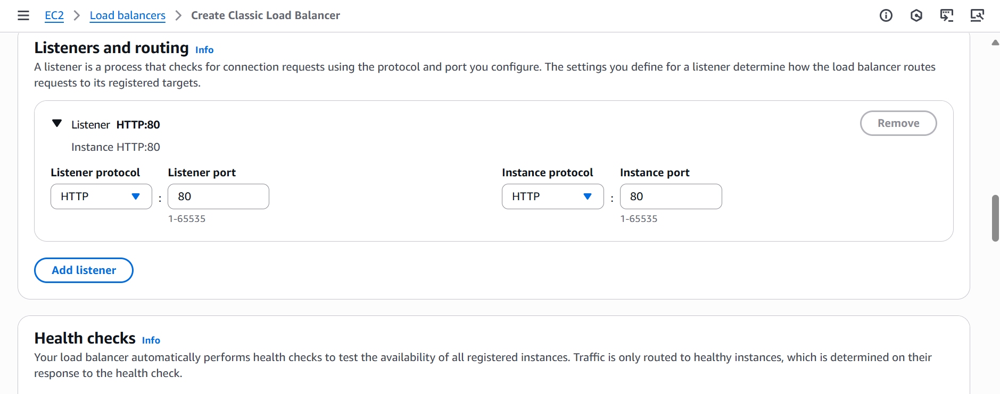 EC2 Load balancers Create Classic Load Balancer
Listeners and routing Info
A listener is a process that checks for connection requests using the protocol and port you configure. The settings you define for a listener determine how the load balancer routes
requests to its registered targets.
Listener HTTP:80
Remove
Instance HTTP:80
Listener protocol Listener port Instance protocol Instance port
HTTP : 80 HTTP : 80
1-65535 1-65535
Add listener
Health checks Info
Your load balancer automatically performs health checks to test the availability of all registered instances. Traffic is only routed to healthy instances, which is determined on their
response to the health check.